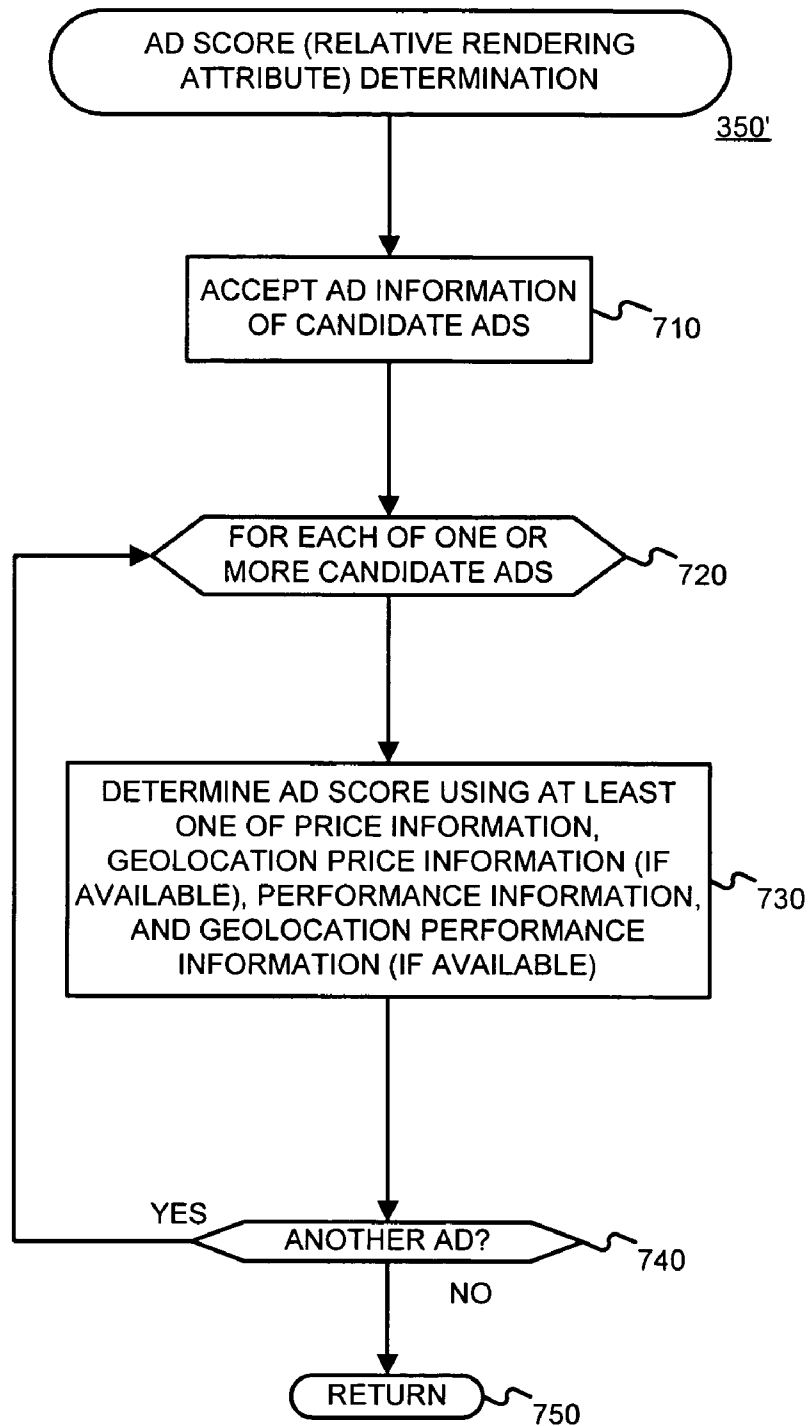 AD SCORE (RELATIVE RENDERING
ATTRIBUTE) DETERMINATION
350'
ACCEPT AD INFORMATION
OF CANDIDATE ADS
710
FOR EACH OF ONE OR
MORE CANDIDATE ADS
720
DETERMINE AD SCORE USING AT LEAST
ONE OF PRICE INFORMATION,
GEOLOCATION PRICE INFORMATION (IF
AVAILABLE), PERFORMANCE INFORMATION,
AND GEOLOCATION PERFORMANCE
INFORMATION (IF AVAILABLE)
730
YES
ANOTHER AD?
740
NO
RETURN
750